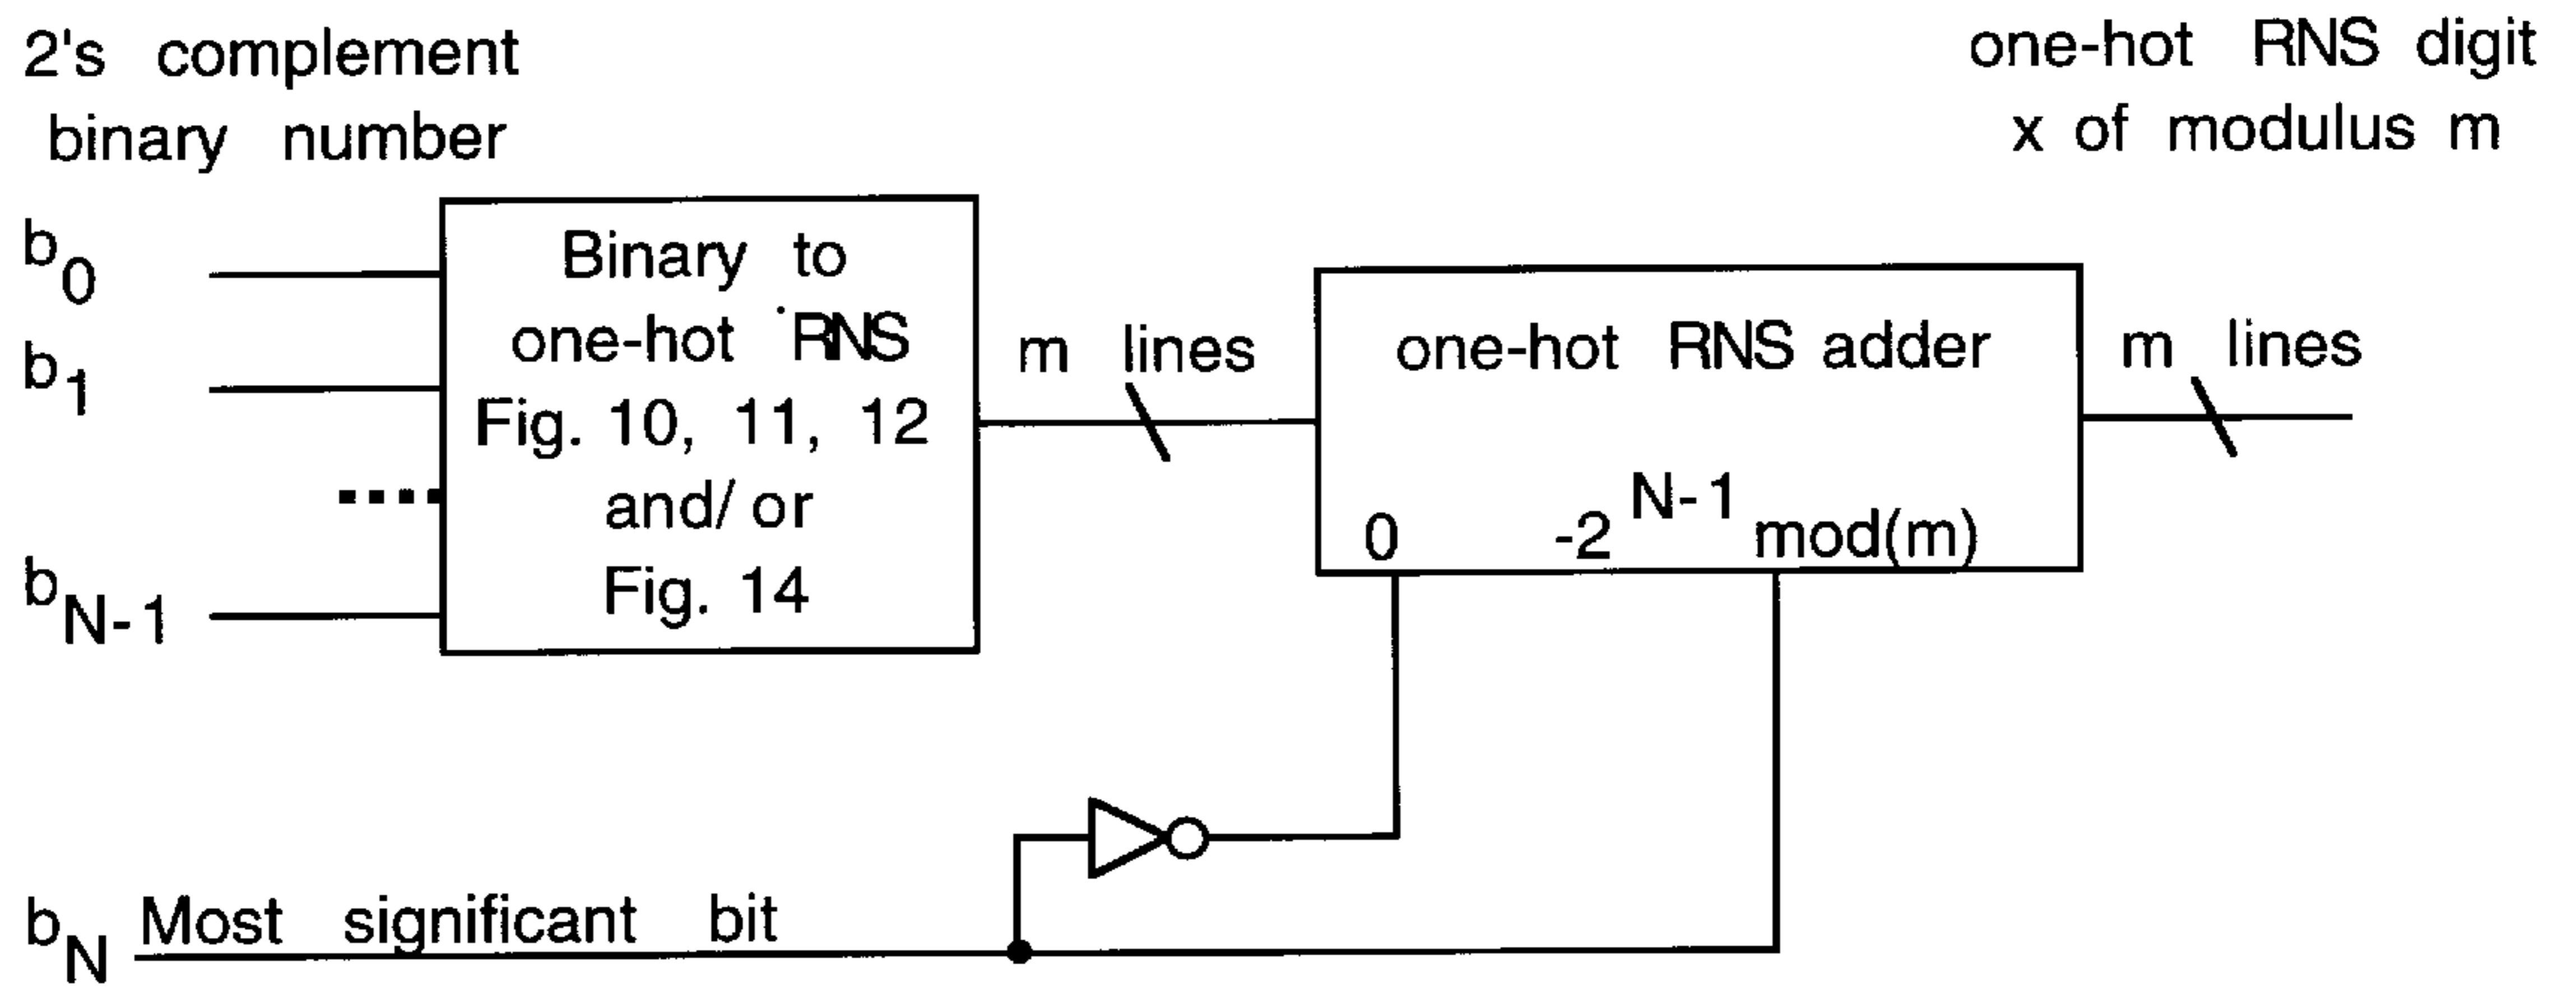 2's complement
binary number
one-hot RNS digit
x of modulus m
b0
b1
bN-1
Binary to
one-hot RNS
Fig. 10, 11, 12
and/ or
Fig. 14
m lines
one-hot RNS adder
0 -2^N-1 mod(m)
m lines
bN Most significant bit